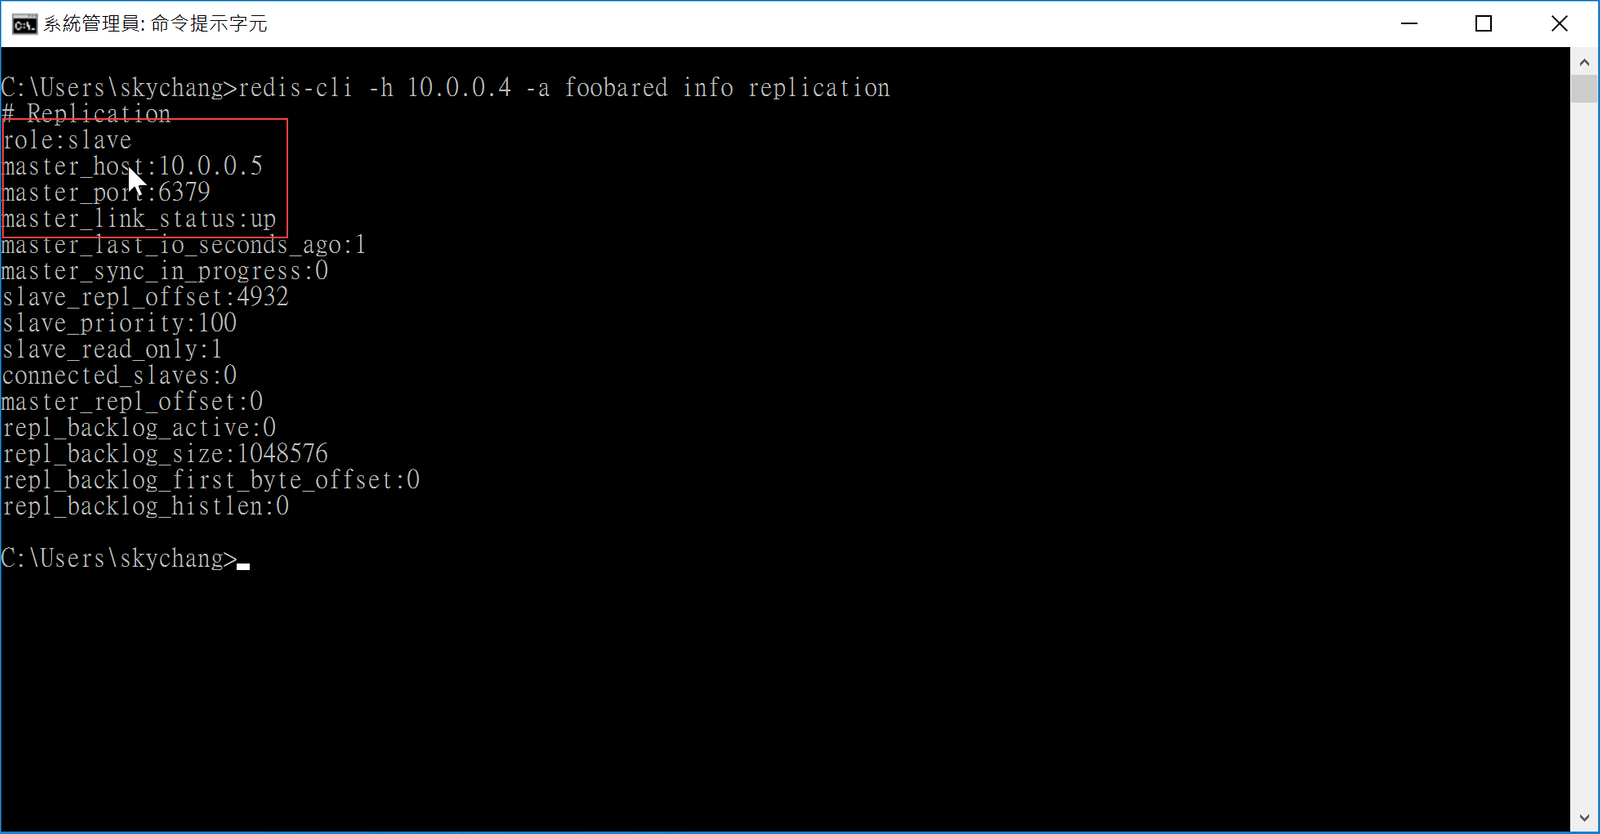 系統管理員: 命令提示字元
C:\Users\skychang>redis-cli -h 10.0.0.4 -a foobared info replication
# Replication
role:slave
master_host:10.0.0.5
master_port:6379
master_link_status:up
master_last_io_seconds_ago:1
master_sync_in_progress:0
slave_repl_offset:4932
slave_priority:100
slave_read_only:1
connected_slaves:0
master_repl_offset:0
repl_backlog_active:0
repl_backlog_size:1048576
repl_backlog_first_byte_offset:0
repl_backlog_histlen:0
C:\Users\skychang>